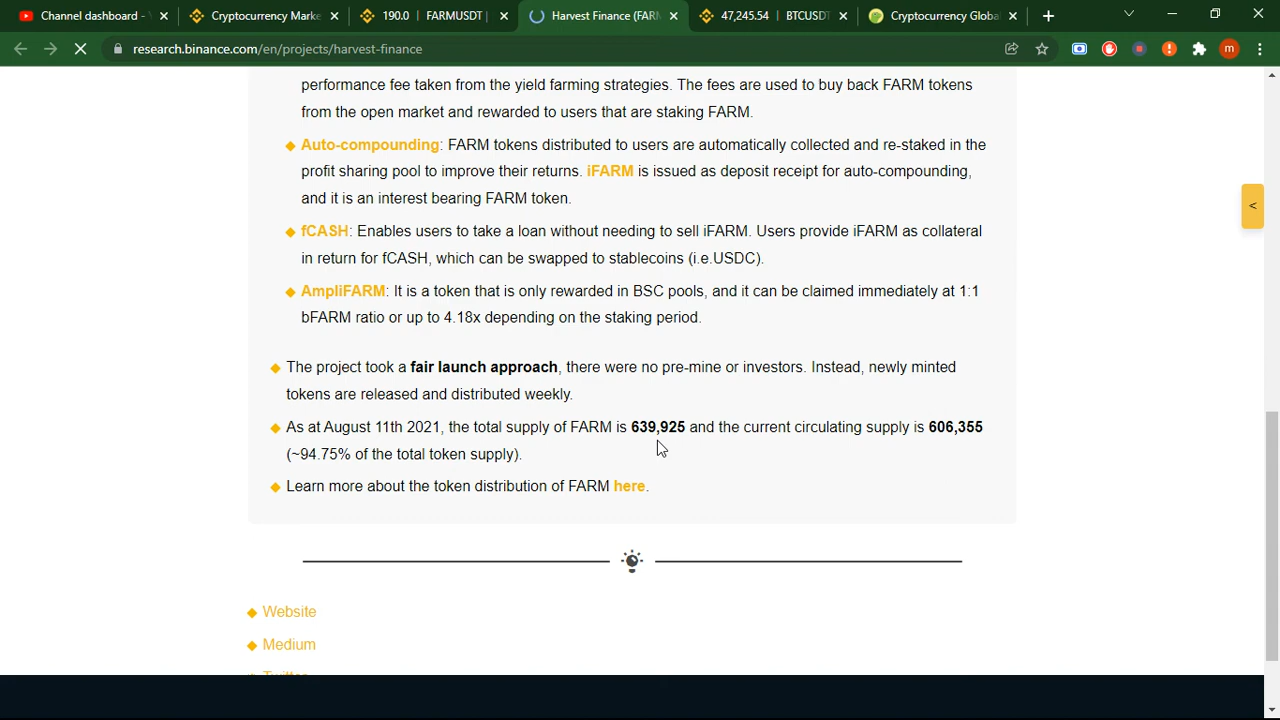 Channel dashboard - Y
Cryptocurrency Marke
190.0 | FARMUSDT |
Harvest Finance (FARM
47,245.54 | BTCUSDT
Cryptocurrency Globa
research.binance.com/en/projects/harvest-finance
m
performance fee taken from the yield farming strategies. The fees are used to buy back FARM tokens
from the open market and rewarded to users that are staking FARM.
Auto-compounding: FARM tokens distributed to users are automatically collected and re-staked in the
profit sharing pool to improve their returns. iFARM is issued as deposit receipt for auto-compounding,
and it is an interest bearing FARM token.
fCASH: Enables users to take a loan without needing to sell iFARM. Users provide iFARM as collateral
in return for fCASH, which can be swapped to stablecoins (i.e.USDC).
AmpliFARM: It is a token that is only rewarded in BSC pools, and it can be claimed immediately at 1:1
bFARM ratio or up to 4.18x depending on the staking period.
The project took a fair launch approach, there were no pre-mine or investors. Instead, newly minted
tokens are released and distributed weekly.
As at August 11th 2021, the total supply of FARM is 639,925 and the current circulating supply is 606,355
(~94.75% of the total token supply).
Learn more about the token distribution of FARM here.
<
Website
Medium
Twitter